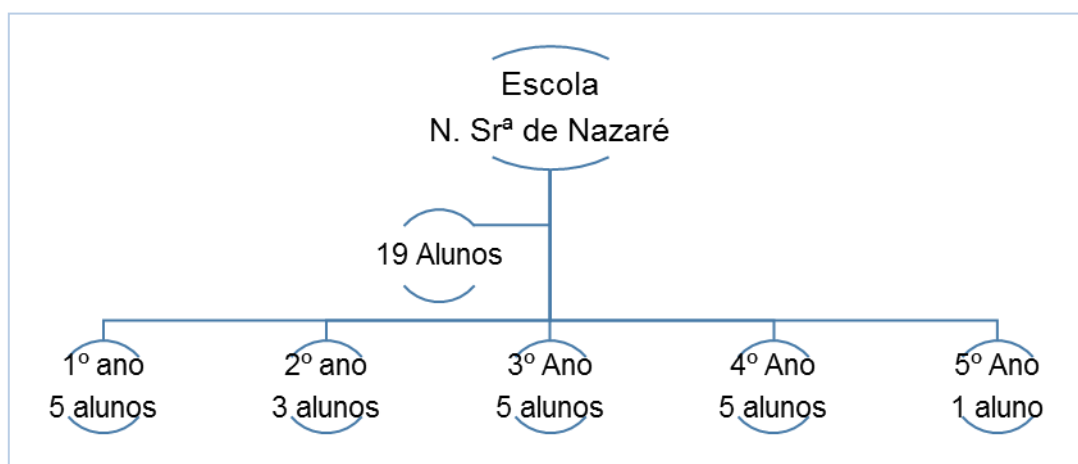 Escola
N. Srª de Nazaré
19 Alunos
1º ano
5 alunos
2º ano
3 alunos
3º Ano
5 alunos
4º Ano
5 alunos
5º Ano
1 aluno